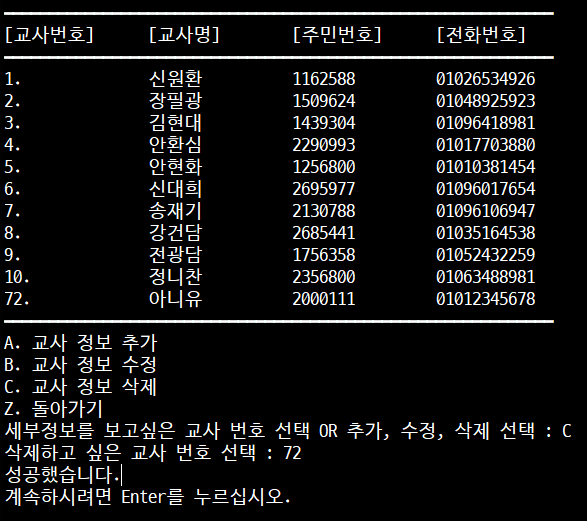 [교사번호] [교사명] [주민번호] [전화번호]
1. 신원환 1162588 01026534926
2. 장필광 1509624 01048925923
3. 김현대 1439304 01096418981
4. 안환심 2290993 01017703880
5. 안현화 1256800 01010381454
6. 신대희 2695977 01096017654
7. 송재기 2130788 01096106947
8. 강건담 2685441 01035164538
9. 전광담 1756358 01052432259
10. 정니찬 2356800 01063488981
72. 아니유 2000111 01012345678
A. 교사 정보 추가
B. 교사 정보 수정
C. 교사 정보 삭제
Z. 돌아가기
세부정보를 보고싶은 교사 번호 선택 OR 추가, 수정, 삭제 선택 : C
삭제하고 싶은 교사 번호 선택 : 72
성공했습니다.
계속하시려면 Enter를 누르십시오.